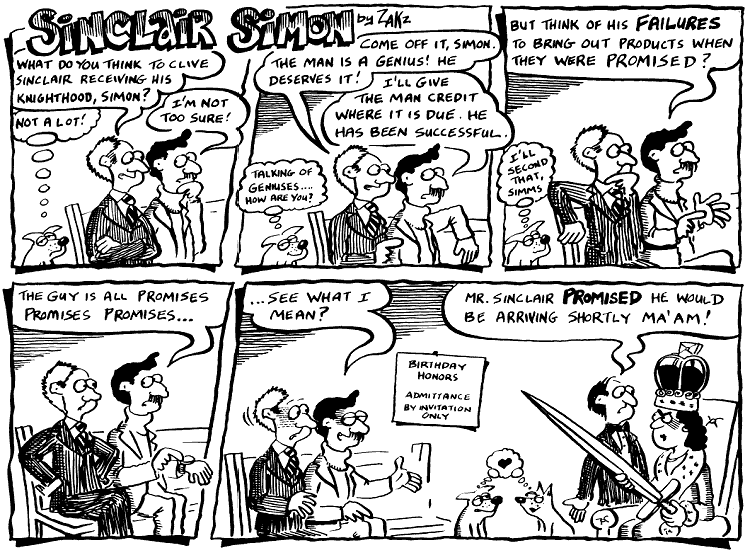 SINCLAIR SIMON by ZAKZ
WHAT DO YOU THINK TO CLIVE
SINCLAIR RECEIVING HIS
KNIGHTHOOD, SIMON?
NOT A LOT!
I'M NOT
TOO SURE!
COME OFF IT, SIMON.
THE MAN IS A GENIUS! HE
DESERVES IT!
I'LL GIVE
THE MAN CREDIT
WHERE IT IS DUE. HE
HAS BEEN SUCCESSFUL.
TALKING OF
GENIUSES....
HOW ARE YOU?
BUT THINK OF HIS FAILURES
TO BRING OUT PRODUCTS WHEN
THEY WERE PROMISED?
I'LL
SECOND
THAT,
SIMMS
THE GUY IS ALL PROMISES
PROMISES PROMISES...
...SEE WHAT I
MEAN?
BIRTHDAY
HONORS
ADMITTANCE
BY INVITATION
ONLY
MR. SINCLAIR PROMISED HE WOULD
BE ARRIVING SHORTLY MA'AM!